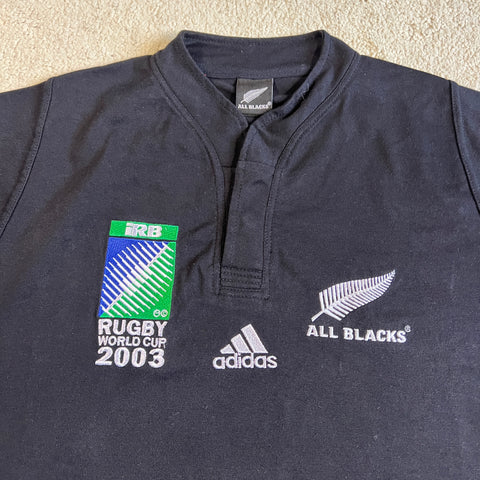 ALL BLACKS
iRB
RUGBY
WORLD CUP
2003
adidas
ALL BLACKS®